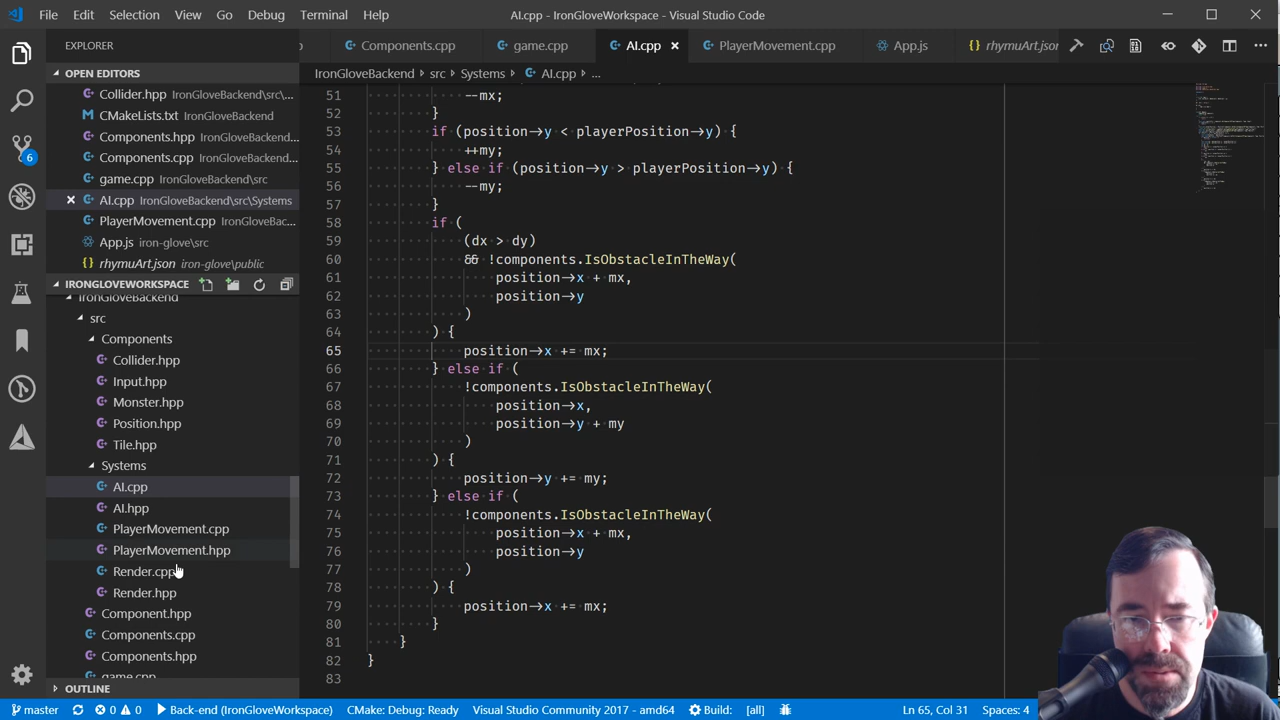 File Edit Selection View Go Debug Terminal Help
AI.cpp - IronGloveWorkspace - Visual Studio Code
EXPLORER
Components.cpp game.cpp AI.cpp PlayerMovement.cpp App.js rhymuArt.json
OPEN EDITORS
IronGloveBackend › src › Systems › AI.cpp › ...
Collider.hpp IronGloveBackend\src\...
CMakeLists.txt IronGloveBackend
Components.hpp IronGloveBackend...
Components.cpp IronGloveBackend...
game.cpp IronGloveBackend\src
AI.cpp IronGloveBackend\src\Systems
PlayerMovement.cpp IronGloveBac...
App.js iron-glove\src
rhymuArt.json iron-glove\public
IRONGLOVEWORKSPACE
IronGloveBackend
src
Components
Collider.hpp
Input.hpp
Monster.hpp
Position.hpp
Tile.hpp
Systems
AI.cpp
AI.hpp
PlayerMovement.cpp
PlayerMovement.hpp
Render.cpp
Render.hpp
Component.hpp
Components.cpp
Components.hpp
game.cpp
OUTLINE
6
51 --mx;
52 }
53 if (position->y < playerPosition->y) {
54 ++my;
55 } else if (position->y > playerPosition->y) {
56 --my;
57 }
58 if (
59 (dx > dy)
60 && !components.IsObstacleInTheWay(
61 position->x + mx,
62 position->y
63 )
64 ) {
65 position->x += mx;
66 } else if (
67 !components.IsObstacleInTheWay(
68 position->x,
69 position->y + my
70 )
71 ) {
72 position->y += my;
73 } else if (
74 !components.IsObstacleInTheWay(
75 position->x + mx,
76 position->y
77 )
78 ) {
79 position->x += mx;
80 }
81 }
82 }
83
master 0 0 Back-end (IronGloveWorkspace) CMake: Debug: Ready Visual Studio Community 2017 - amd64 Build: [all] Ln 65, Col 31 Spaces: 4